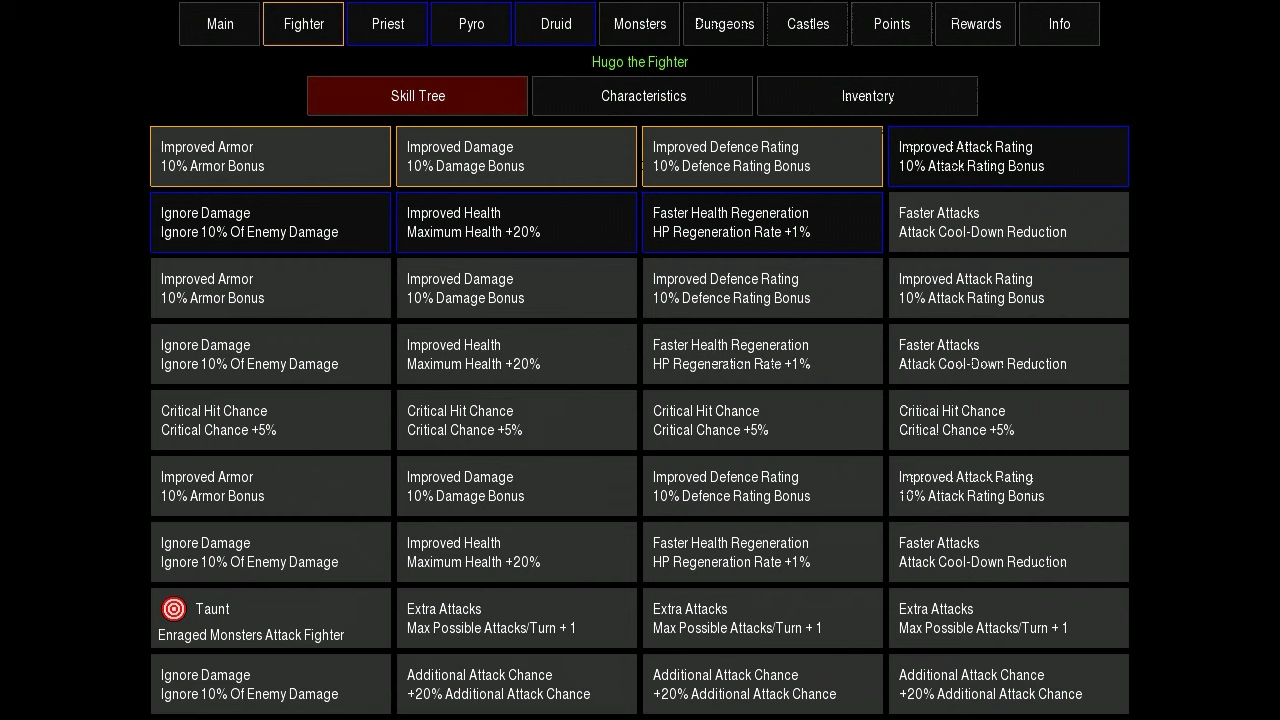 Main Fighter Priest Pyro Druid Monsters Dungeons Castles Points Rewards Info
Hugo the Fighter
Skill Tree Characteristics Inventory
Improved Armor Improved Damage Improved Defence Rating Improved Attack Rating
10% Armor Bonus 10% Damage Bonus 10% Defence Rating Bonus 10% Attack Rating Bonus
Ignore Damage Improved Health Faster Health Regeneration Faster Attacks
Ignore 10% Of Enemy Damage Maximum Health +20% HP Regeneration Rate +1% Attack Cool-Down Reduction
Improved Armor Improved Damage Improved Defence Rating Improved Attack Rating
10% Armor Bonus 10% Damage Bonus 10% Defence Rating Bonus 10% Attack Rating Bonus
Ignore Damage Improved Health Faster Health Regeneration Faster Attacks
Ignore 10% Of Enemy Damage Maximum Health +20% HP Regeneration Rate +1% Attack Cool-Down Reduction
Critical Hit Chance Critical Hit Chance Critical Hit Chance Critical Hit Chance
Critical Chance +5% Critical Chance +5% Critical Chance +5% Critical Chance +5%
Improved Armor Improved Damage Improved Defence Rating Improved Attack Rating
10% Armor Bonus 10% Damage Bonus 10% Defence Rating Bonus 10% Attack Rating Bonus
Ignore Damage Improved Health Faster Health Regeneration Faster Attacks
Ignore 10% Of Enemy Damage Maximum Health +20% HP Regeneration Rate +1% Attack Cool-Down Reduction
Taunt Extra Attacks Extra Attacks Extra Attacks
Enraged Monsters Attack Fighter Max Possible Attacks/Turn + 1 Max Possible Attacks/Turn + 1 Max Possible Attacks/Turn + 1
Ignore Damage Additional Attack Chance Additional Attack Chance Additional Attack Chance
Ignore 10% Of Enemy Damage +20% Additional Attack Chance +20% Additional Attack Chance +20% Additional Attack Chance